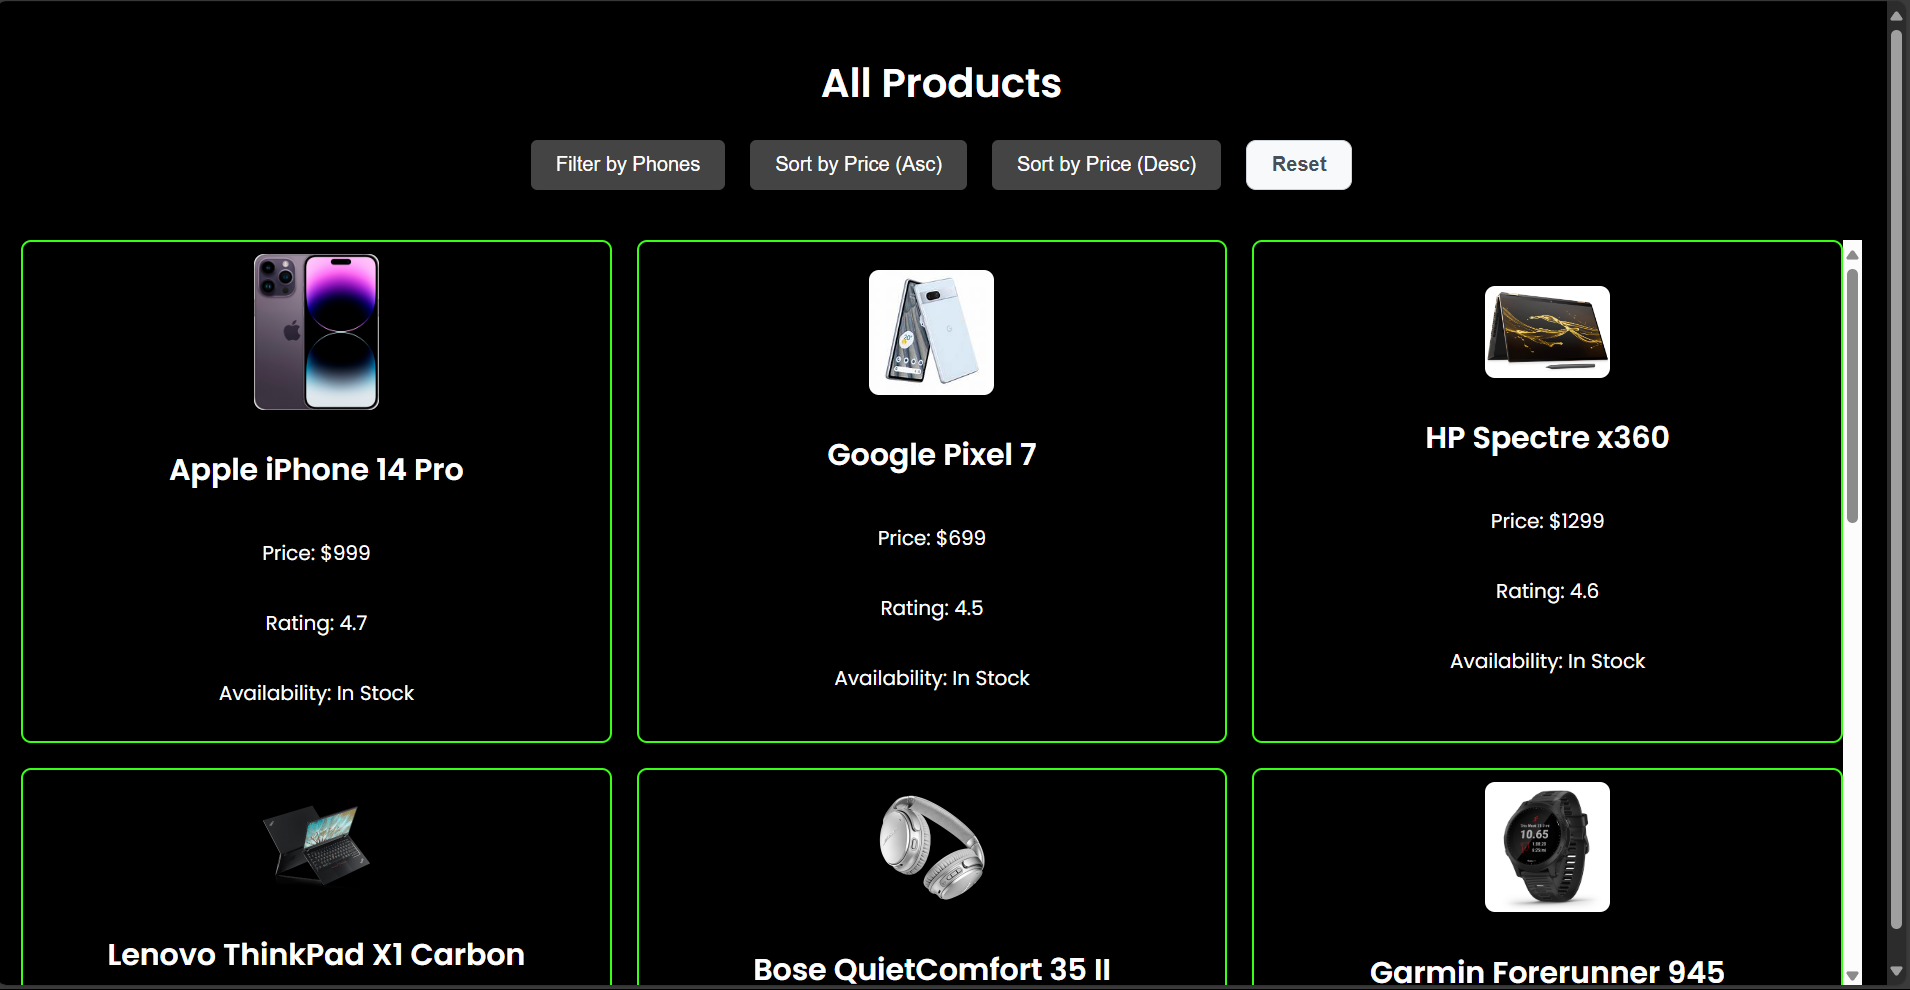 All Products
Filter by Phones
Sort by Price (Asc)
Sort by Price (Desc)
Reset
Apple iPhone 14 Pro
Price: $999
Rating: 4.7
Availability: In Stock
Google Pixel 7
Price: $699
Rating: 4.5
Availability: In Stock
HP Spectre x360
Price: $1299
Rating: 4.6
Availability: In Stock
Lenovo ThinkPad X1 Carbon
Bose QuietComfort 35 II
10.65
Garmin Forerunner 945